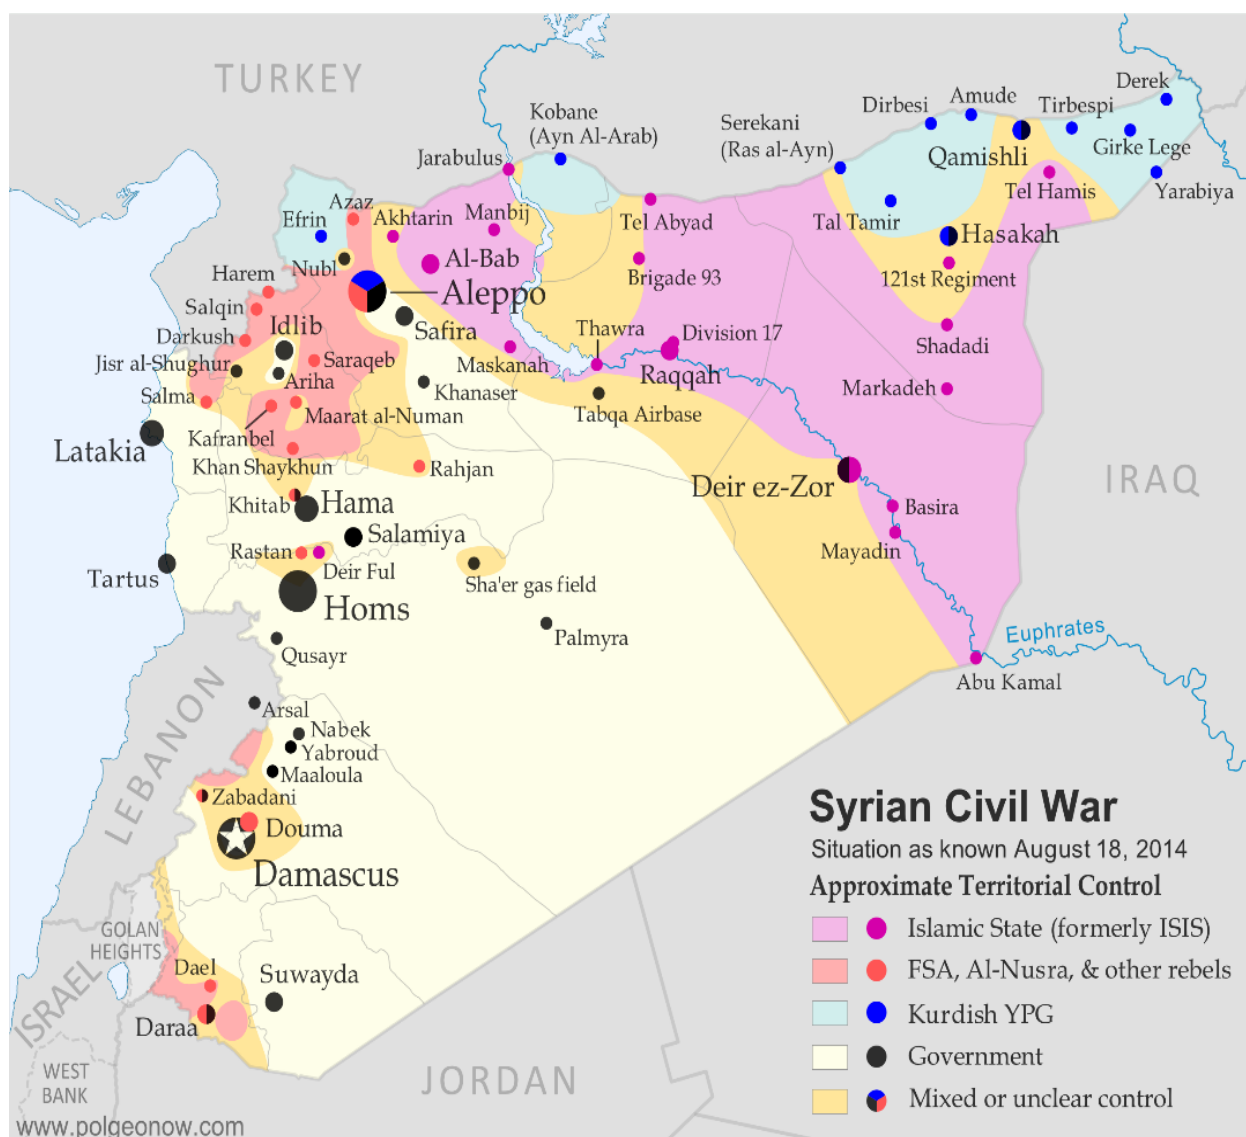 TURKEY
Derek
Kobane
(Ayn Al-Arab)
Dirbesi
Amude
Tirbespi
Serekani
(Ras al-Ayn)
Qamishli
Girke Lege
Jarabulus
Tel Hamis
Yarabiya
Azaz
Efrin
Akhtarin
Manbij
Tel Abyad
Tal Tamir
Hasakah
Nubl
Al-Bab
Brigade 93
121st Regiment
Harem
Aleppo
Salqin
Safira
Darkush
Idlib
Thawra
Division 17
Shadadi
Jisr al-Shughur
Saraqeb
Maskanah
Raqqah
Ariha
Khanaser
Markadeh
Salma
Maarat al-Numan
Tabqa Airbase
Kafranbel
Latakia
Khan Shaykhun
Rahjan
IRAQ
Deir ez-Zor
Khitab
Hama
Basira
Salamiya
Mayadin
Rastan
Deir Ful
Tartus
Sha'er gas field
Homs
Palmyra
Euphrates
Qusayr
Abu Kamal
Arsal
LEBANON
Nabek
Yabroud
Maaloula
Zabadani
Douma
Damascus
GOLAN
HEIGHTS
Dael
Suwayda
ISRAEL
Daraa
WEST
BANK
JORDAN
www.polgeonow.com
Syrian Civil War
Situation as known August 18, 2014
Approximate Territorial Control
Islamic State (formerly ISIS)
FSA, Al-Nusra, & other rebels
Kurdish YPG
Government
Mixed or unclear control